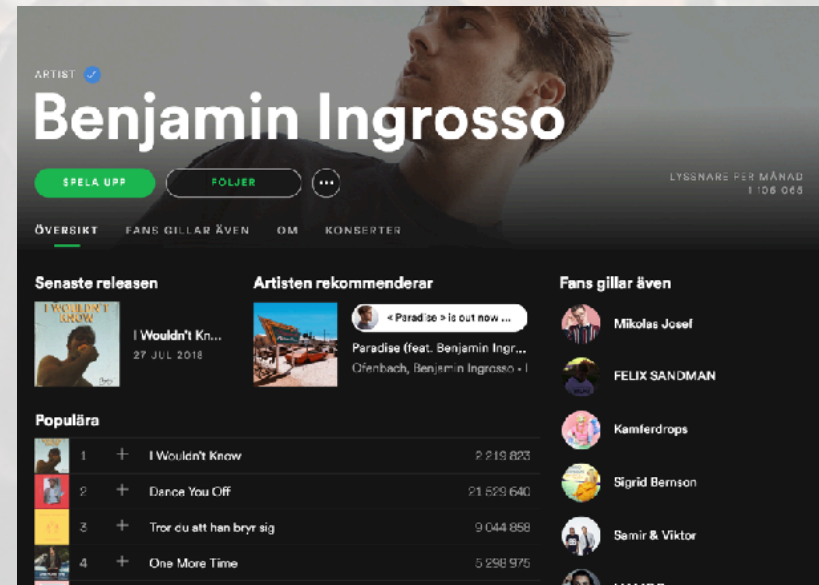 ARTIST
Benjamin Ingrosso
SPELA UPP
FÖLJER
LYSSNARE PER MÅNAD
1 106 066
ÖVERSIKT FANS GILLAR ÄVEN OM KONSERTER
Senaste releasen
I WOULDN'T KNOW
I Wouldn't Kn...
27 JUL 2018
Artisten rekommenderar
« Paradise » is out now ...
Paradise (feat. Benjamin Ingr...
Ofenbach, Benjamin Ingrosso •
Fans gillar även
Mikolas Josef
FELIX SANDMAN
Kamferdrops
Sigrid Bernson
Samir & Viktor
Populära
1 + I Wouldn't Know 2 219 823
2 + Dance You Off 21 529 640
3 + Tror du att han bryr sig 9 044 858
4 + One More Time 5 298 975